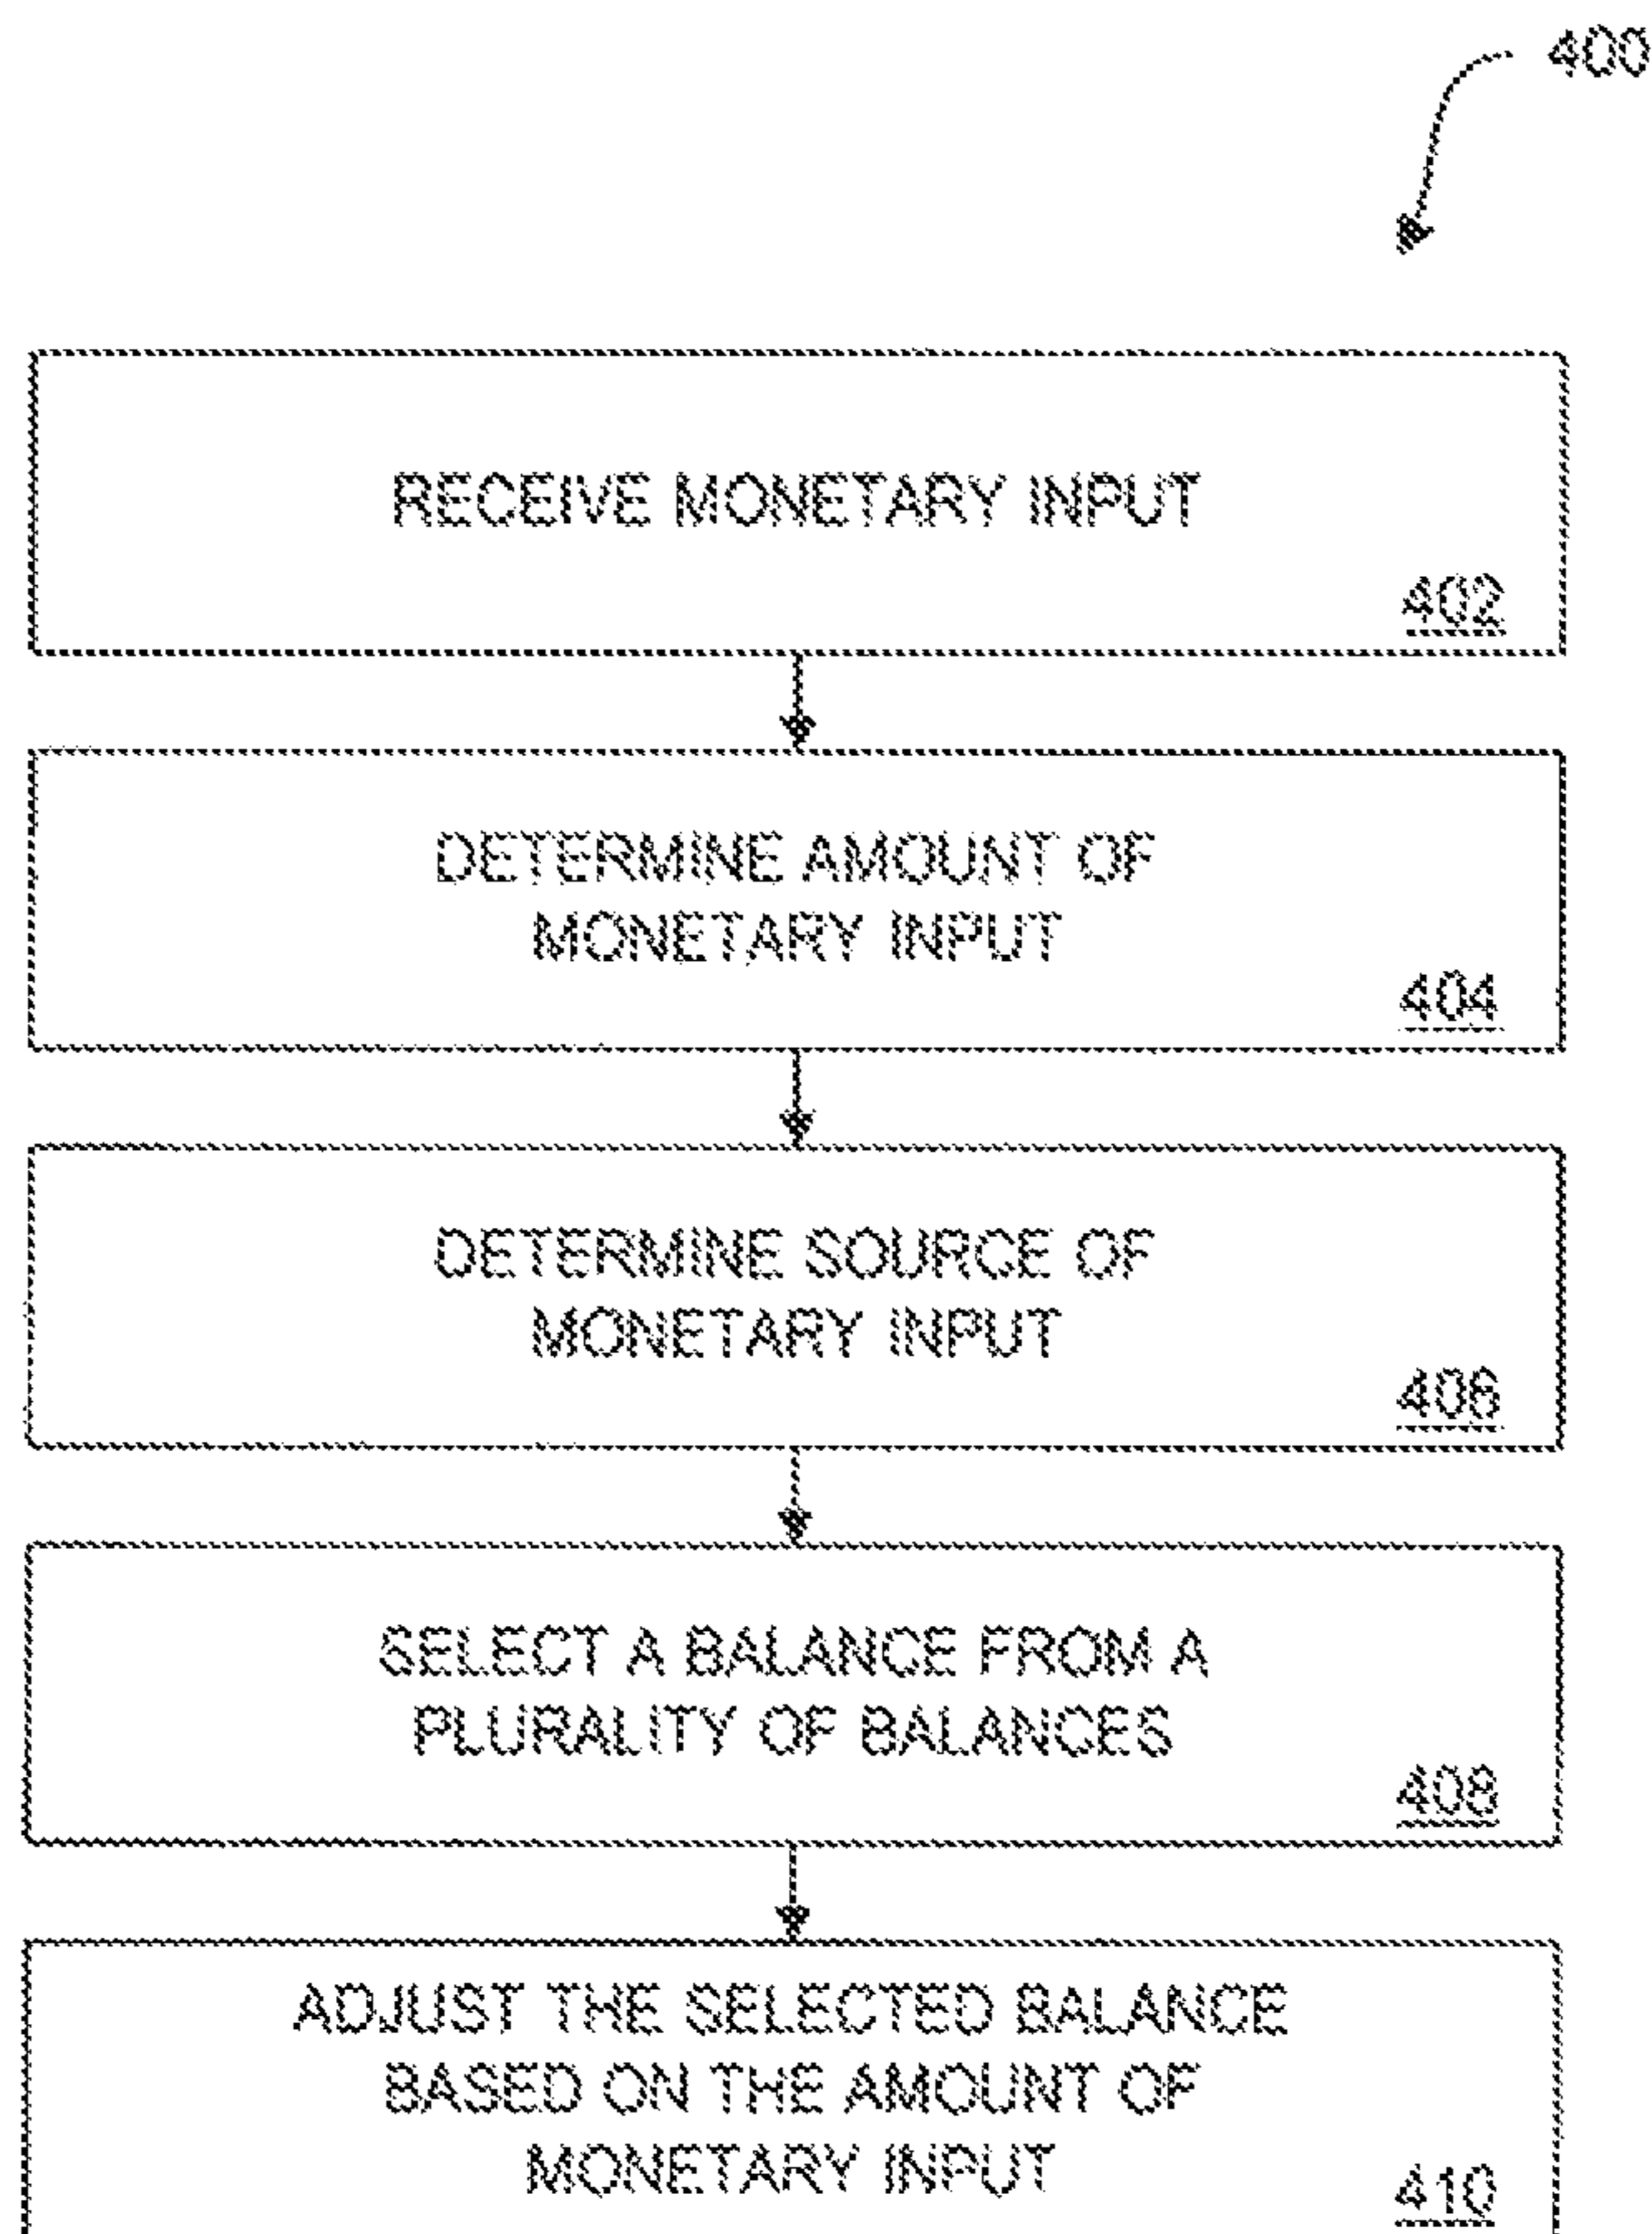 400
RECEIVE MONETARY INPUT
402
DETERMINE AMOUNT OF
MONETARY INPUT
404
DETERMINE SOURCE OF
MONETARY INPUT
406
SELECT A BALANCE FROM A
PLURALITY OF BALANCES
408
ADJUST THE SELECTED BALANCE
BASED ON THE AMOUNT OF
MONETARY INPUT
410